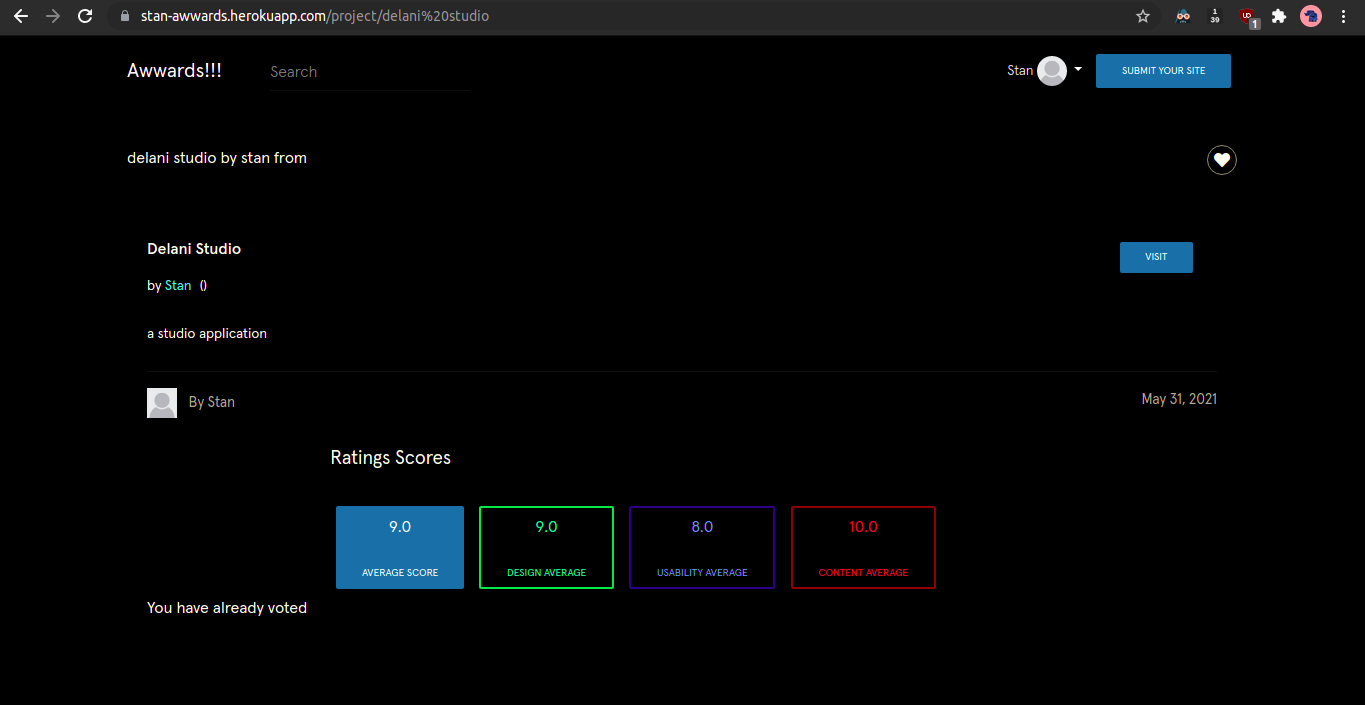 stan-awwards.herokuapp.com/project/delani%20studio
1
39
UD
1
Awwards!!!
Search
Stan
SUBMIT YOUR SITE
delani studio by stan from
Delani Studio
VISIT
by Stan ()
a studio application
By Stan
May 31, 2021
Ratings Scores
9.0
9.0
8.0
10.0
AVERAGE SCORE
DESIGN AVERAGE
USABILITY AVERAGE
CONTENT AVERAGE
You have already voted